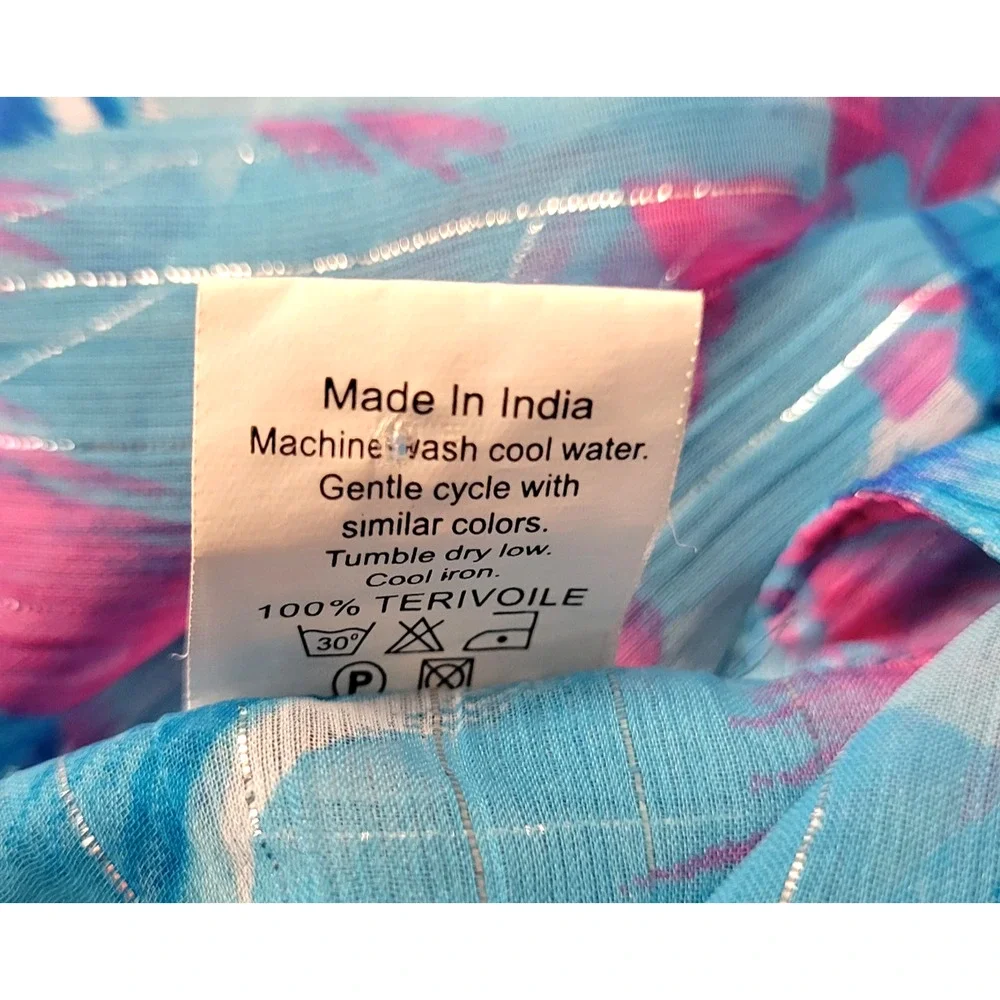 Made In India
Machine wash cool water.
Gentle cycle with
similar colors.
Tumble dry low.
Cool iron.
100% TERIVOILE
30°
P